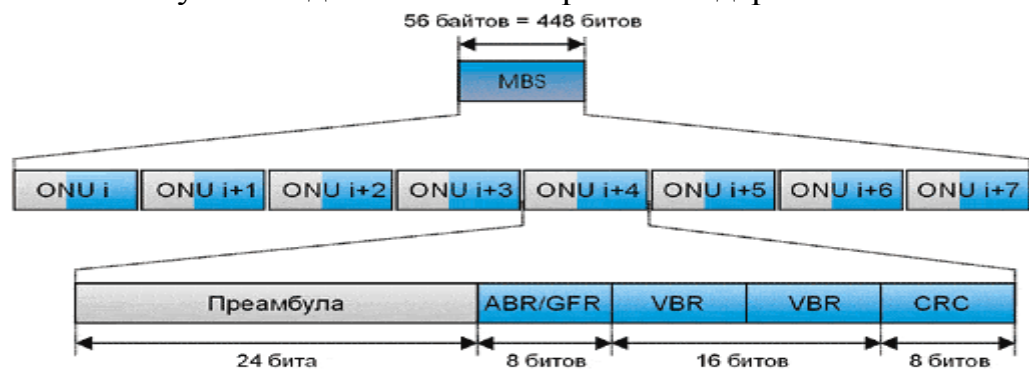 56 байтов = 448 битов
MBS
ONU i ONU i+1 ONU i+2 ONU i+3 ONU i+4 ONU i+5 ONU i+6 ONU i+7
Преамбула ABR/GFR VBR VBR CRC
24 бита 8 битов 16 битов 8 битов